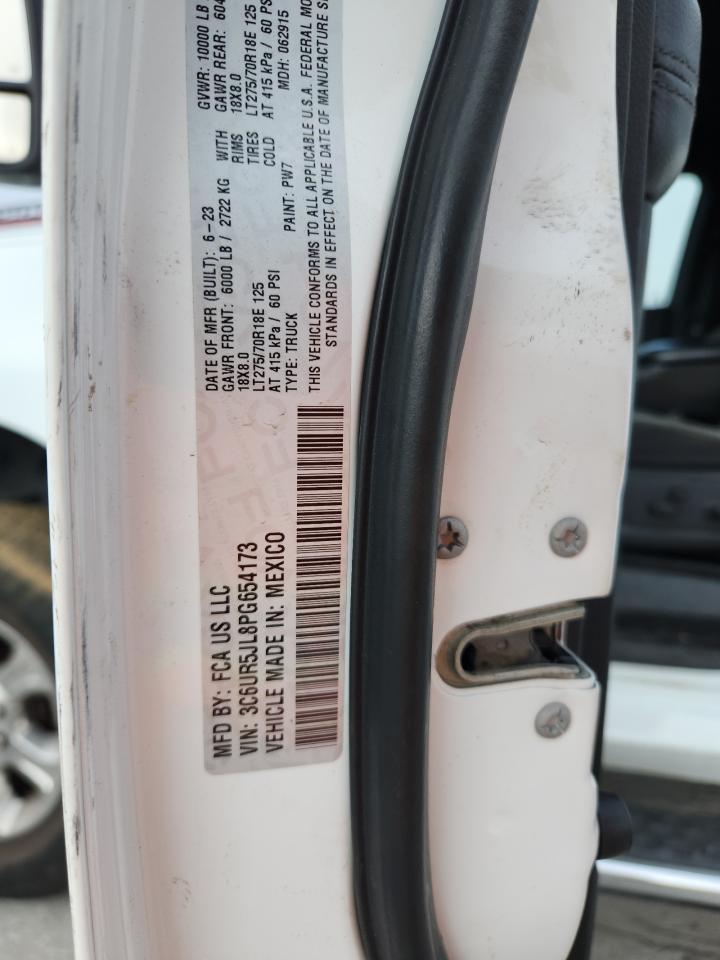 MFD BY: FCA US LLC
VIN: 3C6UR5JL8PG654173
VEHICLE MADE IN: MEXICO
DATE OF MFR (BUILT): 6-23 GVWR: 10000 LB
GAWR FRONT: 6000 LB / 2722 KG WITH GAWR REAR:
18X8.0 RIMS 18X8.0
LT275/70R18E 125 TIRES LT275/70R18E 125
AT 415 kPa / 60 PSI COLD AT 415 kPa / 60
TYPE: TRUCK PAINT: PW7 MDH: 062915
THIS VEHICLE CONFORMS TO ALL APPLICABLE U.S.A. FEDERAL
STANDARDS IN EFFECT ON THE DATE OF MANUFACTURE